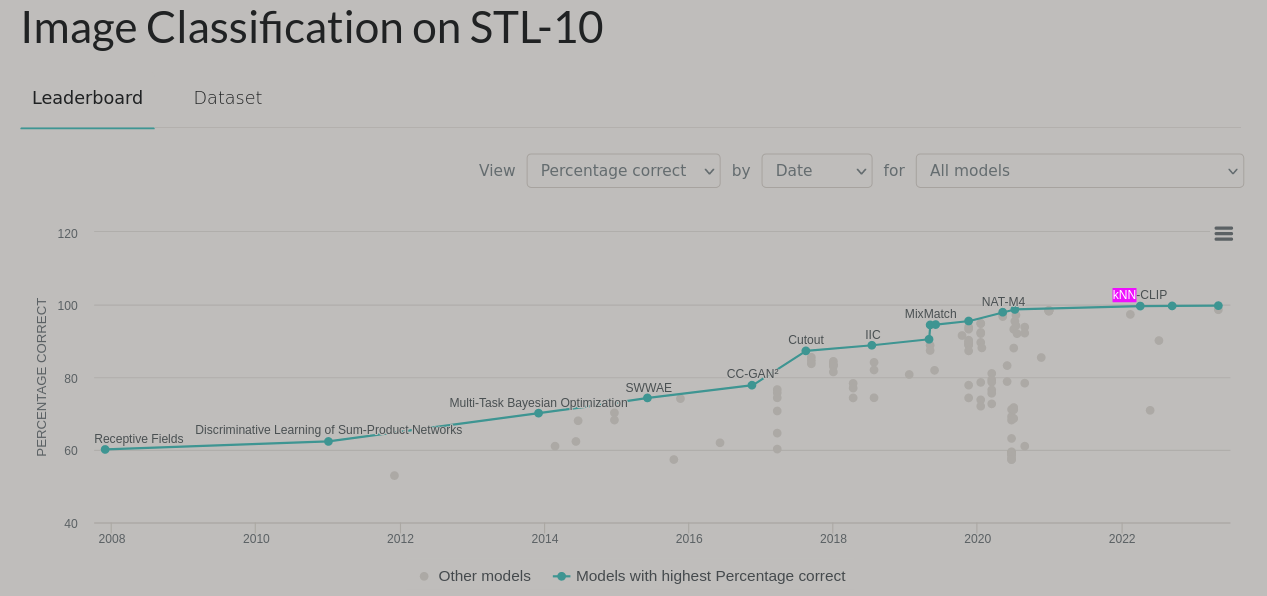 Image Classification on STL-10
Leaderboard Dataset
View Percentage correct by Date for All models
120
100
80
60
40
PERCENTAGE CORRECT
Receptive Fields
Discriminative Learning of Sum-Product Networks
Multi-Task Bayesian Optimization
SWWAE
CC-GAN²
Cutout
IIC
MixMatch
NAT-M4
kNN-CLIP
2008 2010 2012 2014 2016 2018 2020 2022
Other models Models with highest Percentage correct